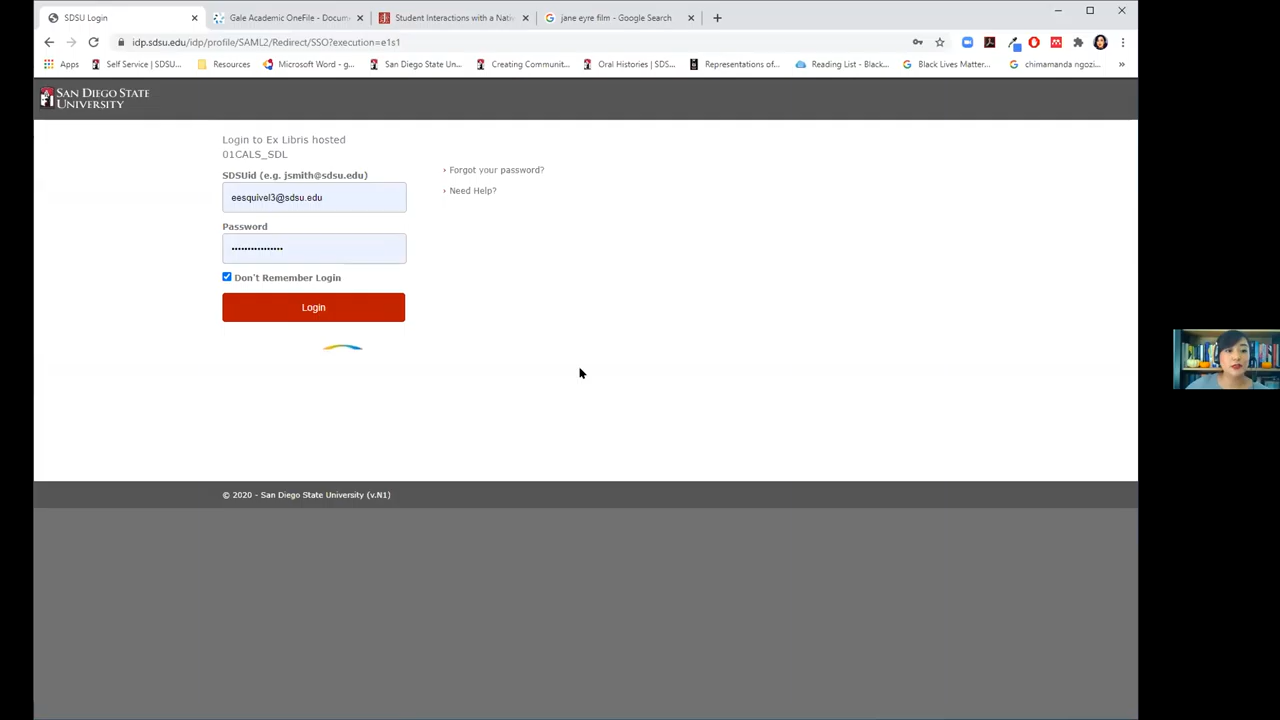 SDSU Login
Gale Academic OneFile - Docum
Student Interactions with a Nati
jane eyre film - Google Search
idp.sdsu.edu/idp/profile/SAML2/Redirect/SSO?execution=e1s1
Apps
Self Service | SDSU...
Resources
Microsoft Word - g...
San Diego State Un...
Creating Communit...
Oral Histories | SDS...
Representations of...
Reading List - Black...
Black Lives Matter...
chimamanda ngozi...
SAN DIEGO STATE
UNIVERSITY
Login to Ex Libris hosted
01CALS_SDL
SDSUid (e.g. jsmith@sdsu.edu)
eesquivel3@sdsu.edu
Forgot your password?
Need Help?
Password
Don't Remember Login
Login
© 2020 - San Diego State University (v.N1)